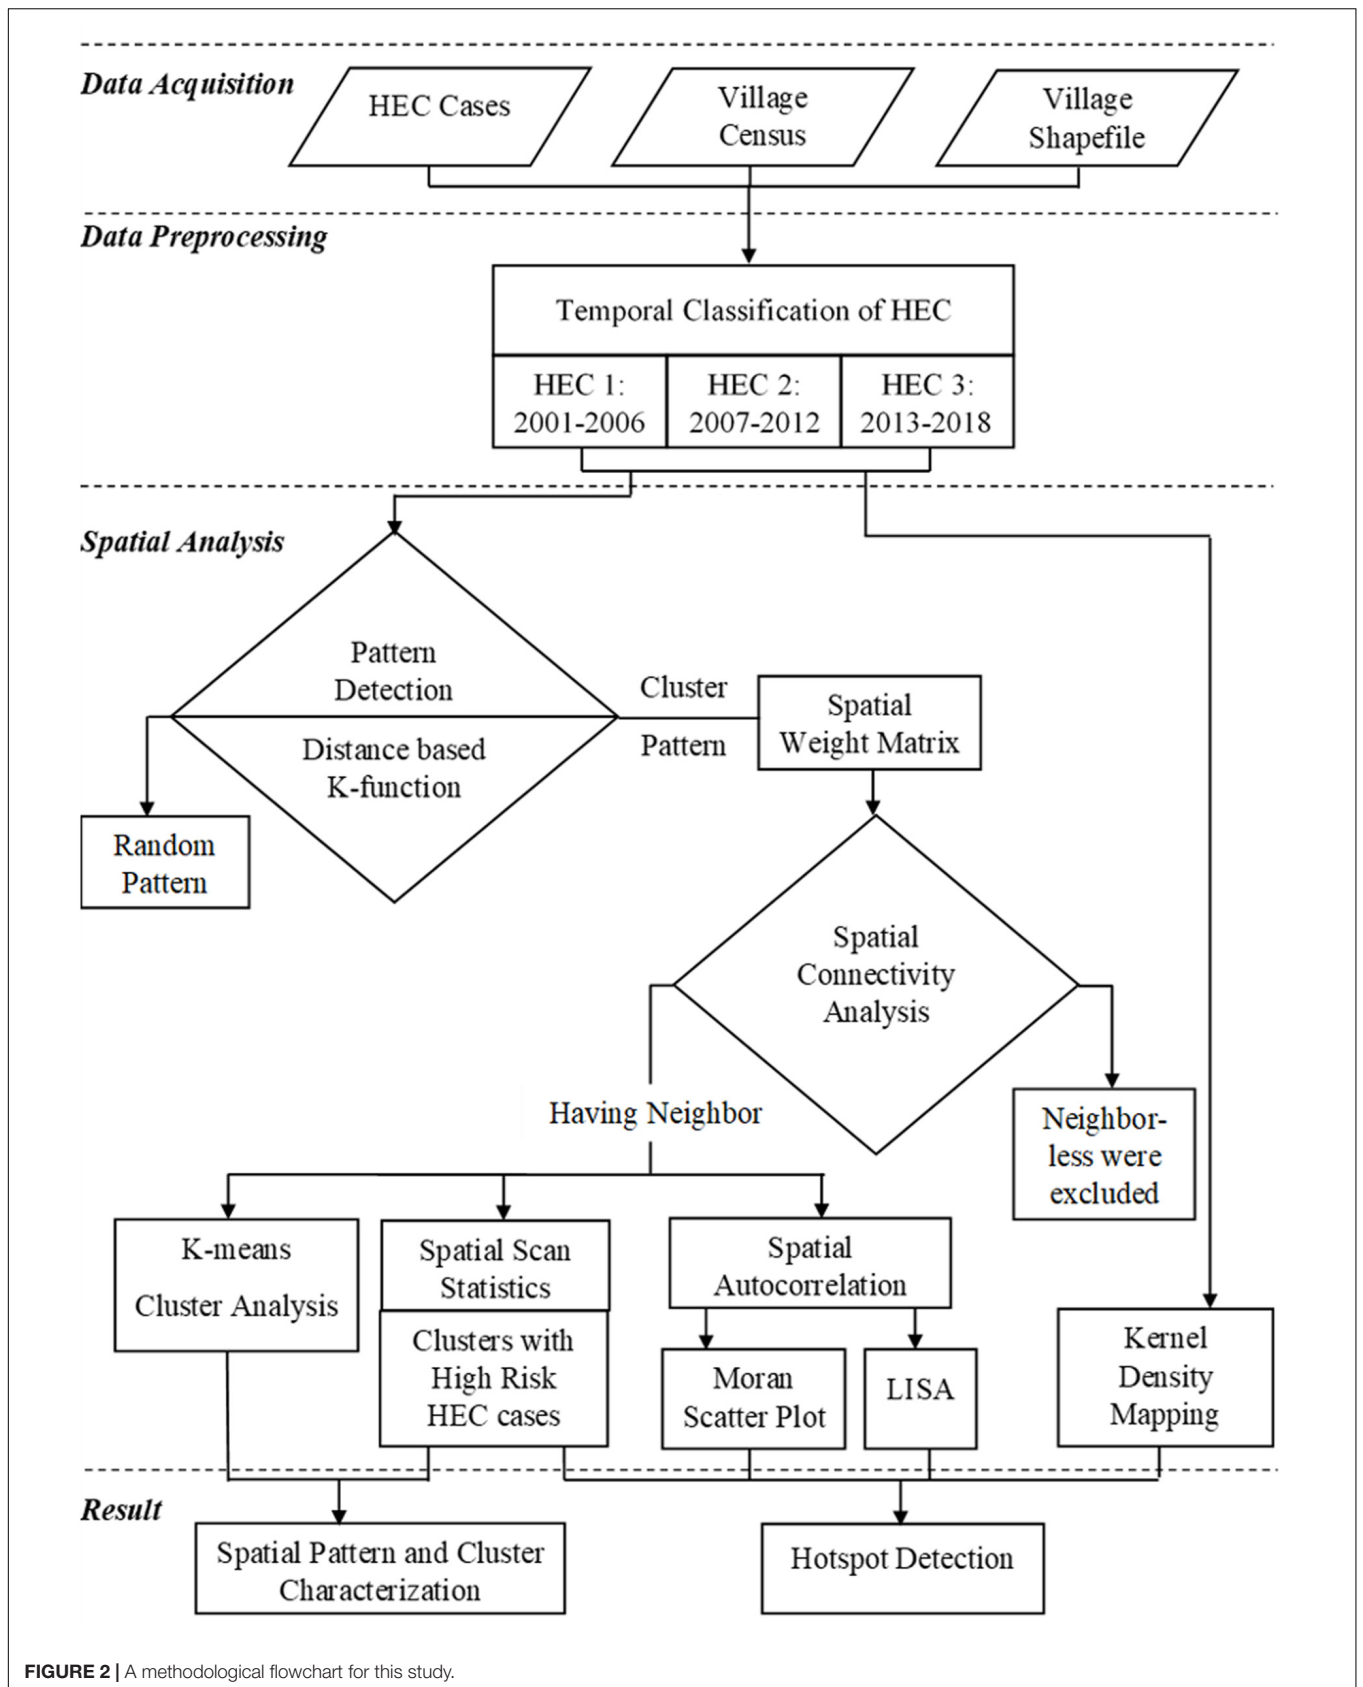 Data Acquisition
HEC Cases
Village
Census
Village
Shapefile
Data Preprocessing
Temporal Classification of HEC
HEC 1:
2001-2006
HEC 2:
2007-2012
HEC 3:
2013-2018
Spatial Analysis
Pattern
Detection
Distance based
K-function
Cluster
Pattern
Spatial
Weight Matrix
Random
Pattern
Spatial
Connectivity
Analysis
Having Neighbor
Neighbor-
less were
excluded
K-means
Cluster Analysis
Spatial Scan
Statistics
Clusters with
High Risk
HEC cases
Spatial
Autocorrelation
Moran
Scatter Plot
LISA
Kernel
Density
Mapping
Result
Spatial Pattern and Cluster
Characterization
Hotspot Detection
FIGURE 2 | A methodological flowchart for this study.